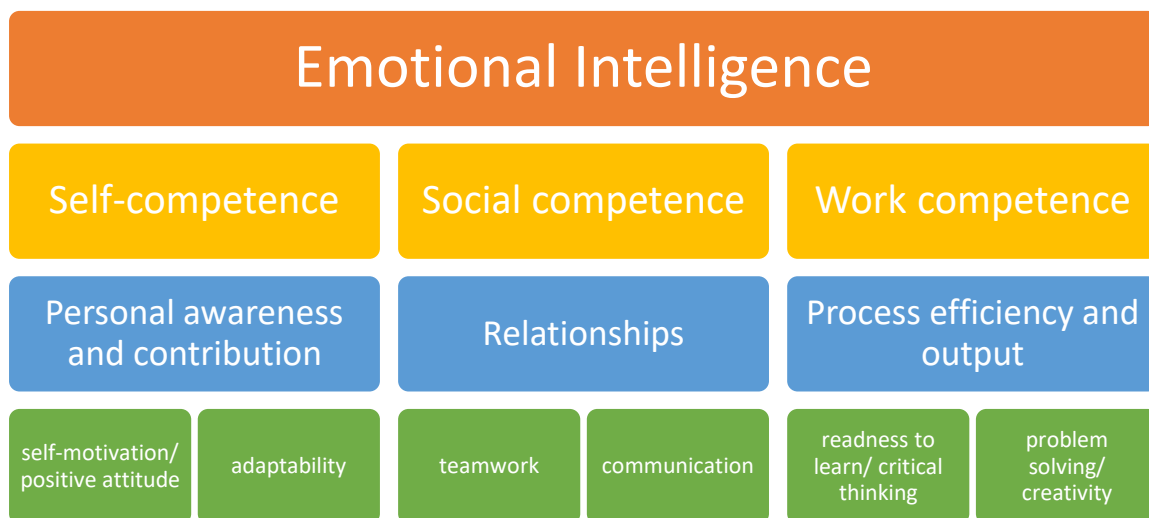 Emotional Intelligence
Self-competence
Social competence
Work competence
Personal awareness
and contribution
Relationships
Process efficiency and
output
self-motivation/
positive attitude
adaptability
teamwork
communication
readness to
learn/ critical
thinking
problem
solving/
creativity